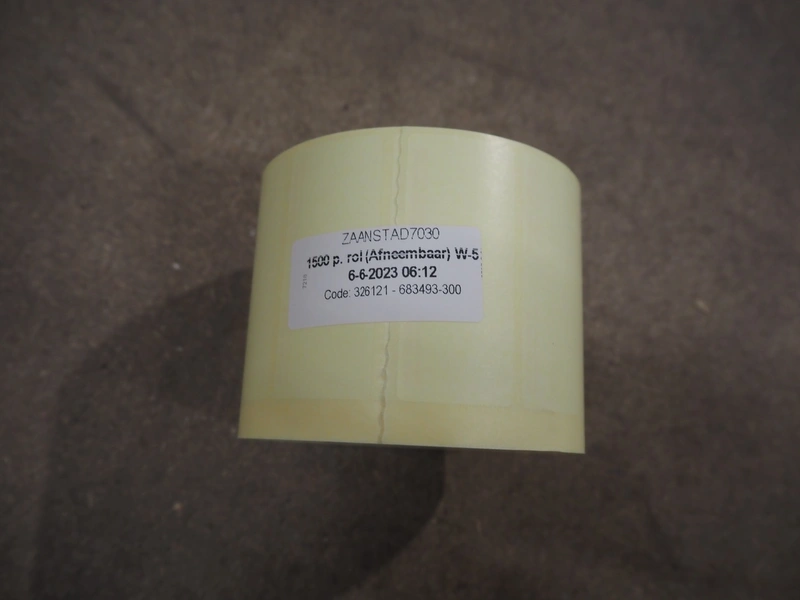 ZAANSTAD7030
1500 p. rol (Afneembaar) W-5
6-6-2023 06:12
Code: 326121 - 683493-300